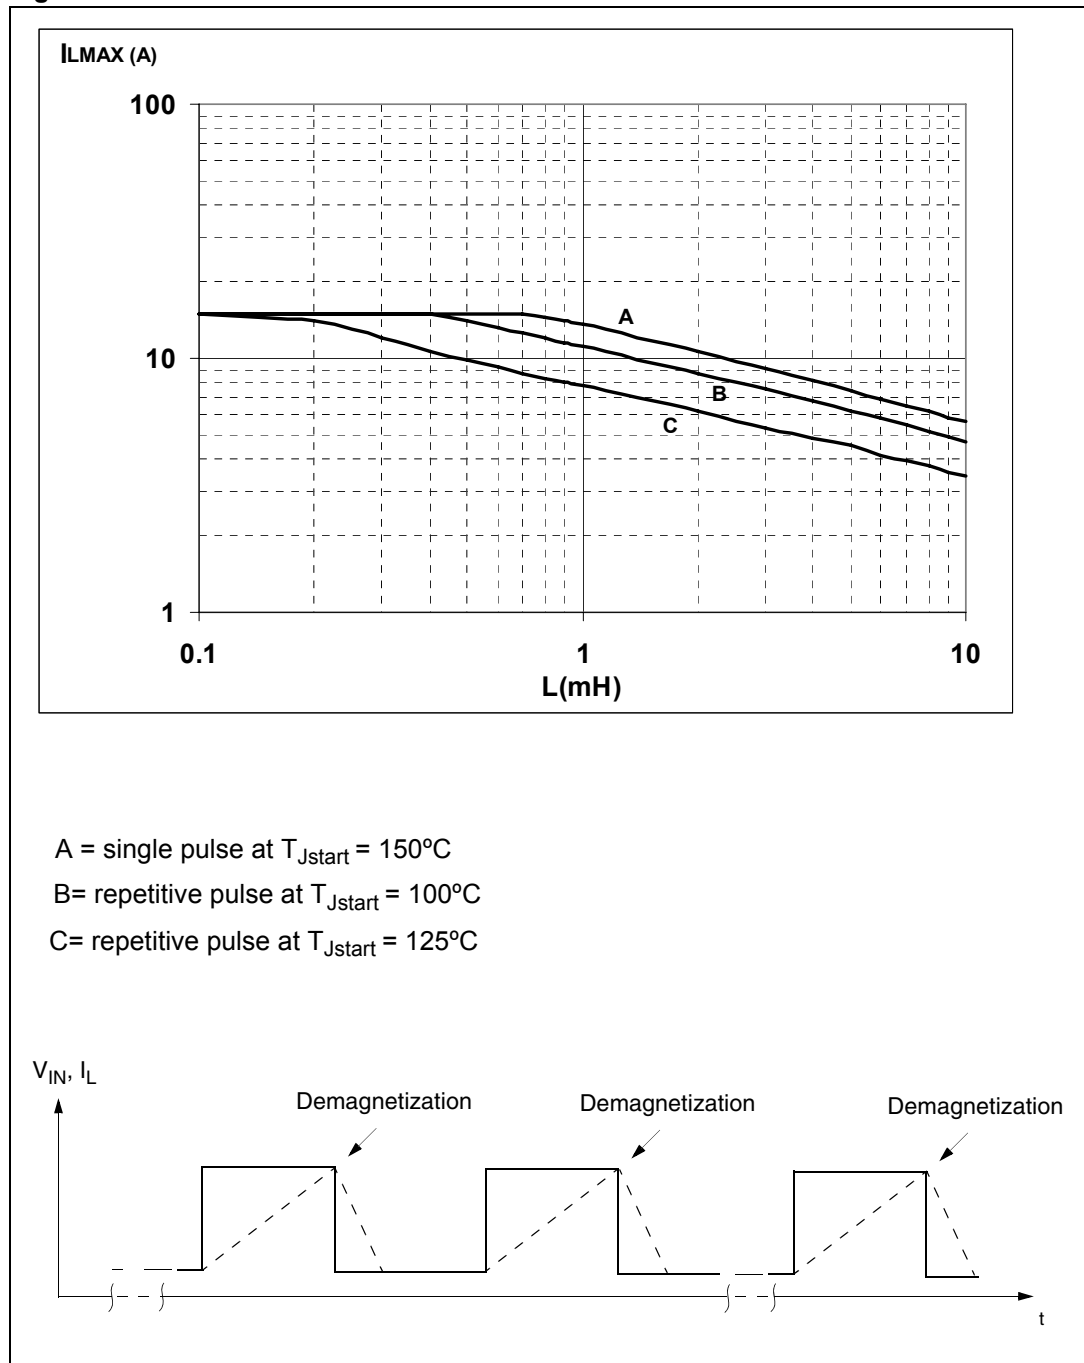 ILMAX (A)
100
10
1
A
B
C
0.1
1
10
L(mH)
A = single pulse at TJstart = 150ºC
B= repetitive pulse at TJstart = 100ºC
C= repetitive pulse at TJstart = 125ºC
VIN, IL
Demagnetization
Demagnetization
Demagnetization
t